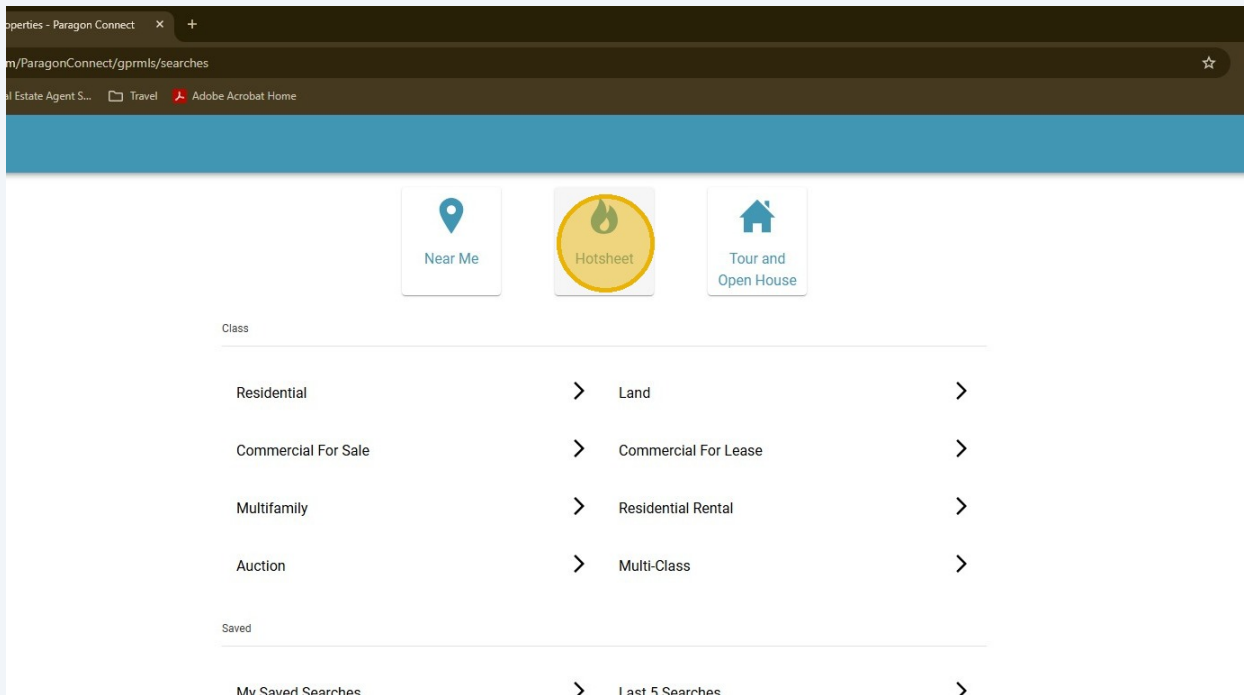 operties - Paragon Connect
m/ParagonConnect/gprmls/searches
al Estate Agent S... Travel Adobe Acrobat Home
Near Me
Hotsheet
Tour and
Open House
Class
Residential
Land
Commercial For Sale
Commercial For Lease
Multifamily
Residential Rental
Auction
Multi-Class
Saved
My Saved Searches
Last 5 Searches